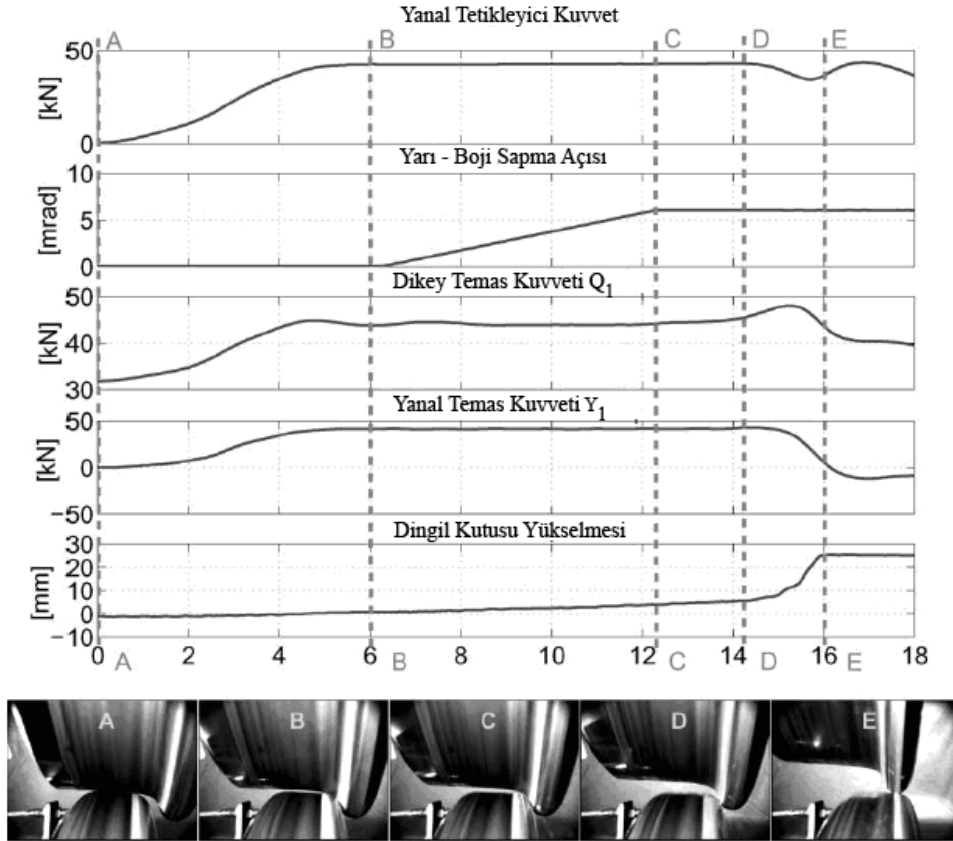 Yanal Tetikleyici Kuvvet
A B C D E
50
[kN]
0
Yarı - Boji Sapma Açısı
10
[mrad]
5
0
Dikey Temas Kuvveti Q1
50
[kN]
40
30
Yanal Temas Kuvveti Y1
50
[kN]
0
−50
Dingil Kutusu Yükselmesi
30
20
[mm]
10
0
−10
0 2 4 6 8 10 12 14 16 18
A B C D E
A B C D E